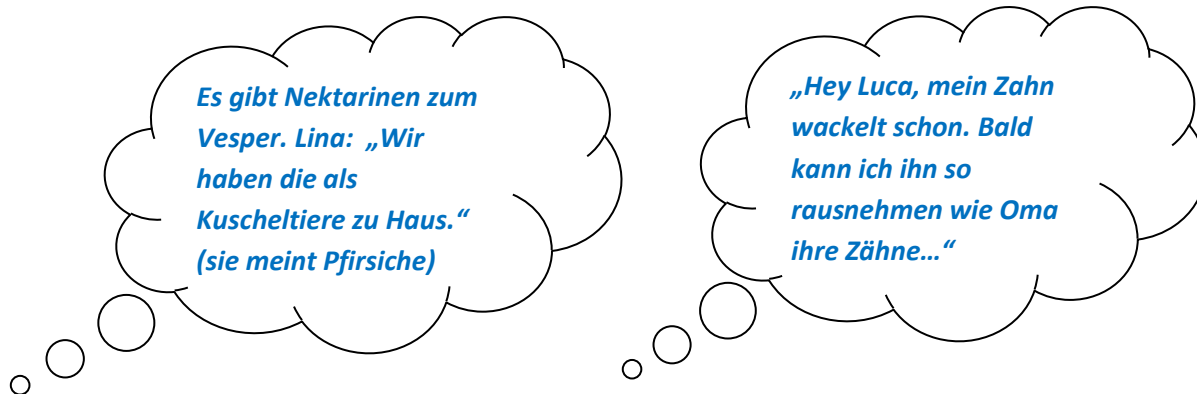 Es gibt Nektarinen zum
Vesper. Lina: „Wir
haben die als
Kuscheltiere zu Haus.“
(sie meint Pfirsiche)
„Hey Luca, mein Zahn
wackelt schon. Bald
kann ich ihn so
rausnehmen wie Oma
ihre Zähne…“